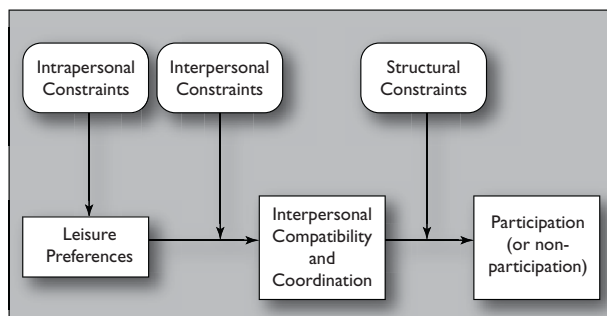 Intrapersonal
Constraints
Interpersonal
Constraints
Structural
Constraints
Leisure
Preferences
Interpersonal
Compatibility
and
Coordination
Participation
(or non-
participation)